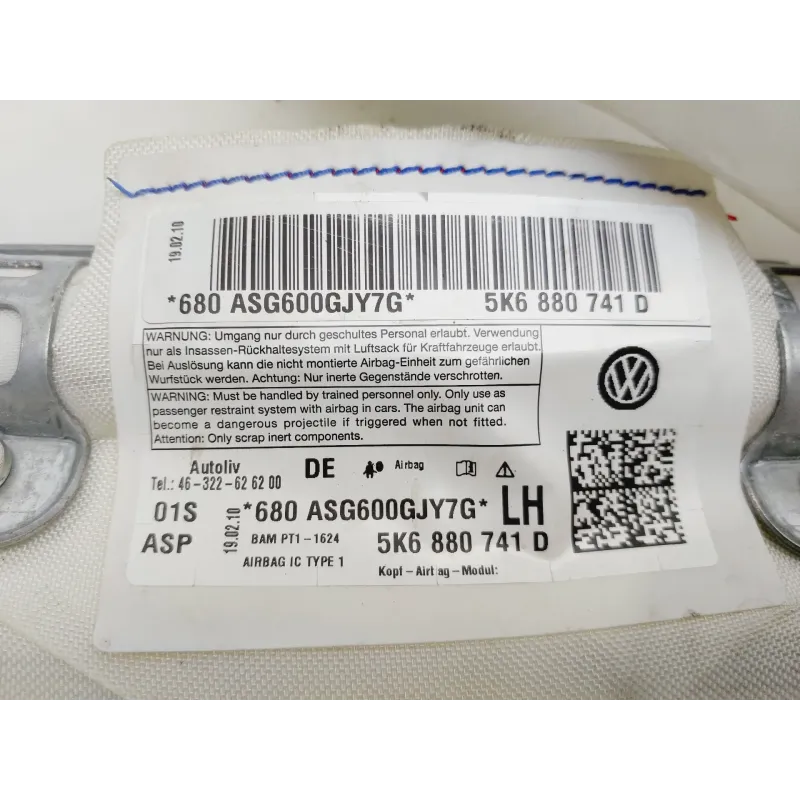 19.02.10
*680 ASG600GJY7G* 5K6 880 741 D
WARNING: Umgang nur durch geschultes Personal erlaubt. Verwendung
nur als Insassen-Rückhaltesystem mit Luftsack für Kraftfahrzeuge erlaubt.
Bei Auslösung kann die nicht montierte Airbag-Einheit zum gefährlichen
Wurfstück werden. Achtung: Nur inerte Gegenstände verschrotten.
WARNING: Must be handled by trained personnel only. Only use as
passenger restraint system with airbag in cars. The airbag unit can
become a dangerous projectile if triggered when not fitted.
Attention: Only scrap inert components.
Autoliv DE Airbag
Tel.: 46-322-62 62 00
01S 19.02.10 *680 ASG600GJY7G* LH
ASP BAM PT1-1624 5K6 880 741 D
AIRBAG IC TYPE 1 Kopf-Airbag-Modul: